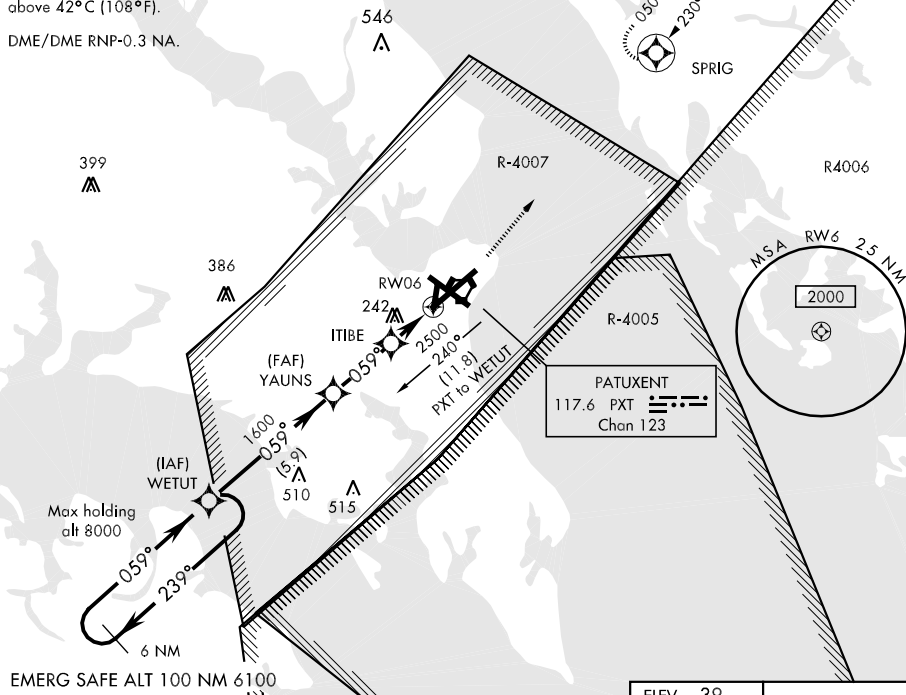 above 42°C (108°F).
DME/DME RNP-0.3 NA.
546
050
230°
SPRIG
R-4007
399
R4006
MSA RW6 25 NM
2000
386
RW06
242
ITIBE
2500
240°
(11.8)
PXT to WETUT
R-4005
(FAF)
YAUNS
059°
PATUXENT
117.6 PXT
Chan 123
1600
059°
(5.9)
510
515
(IAF)
WETUT
Max holding
alt 8000
059°
239°
6 NM
EMERG SAFE ALT 100 NM 6100
ELEV 39